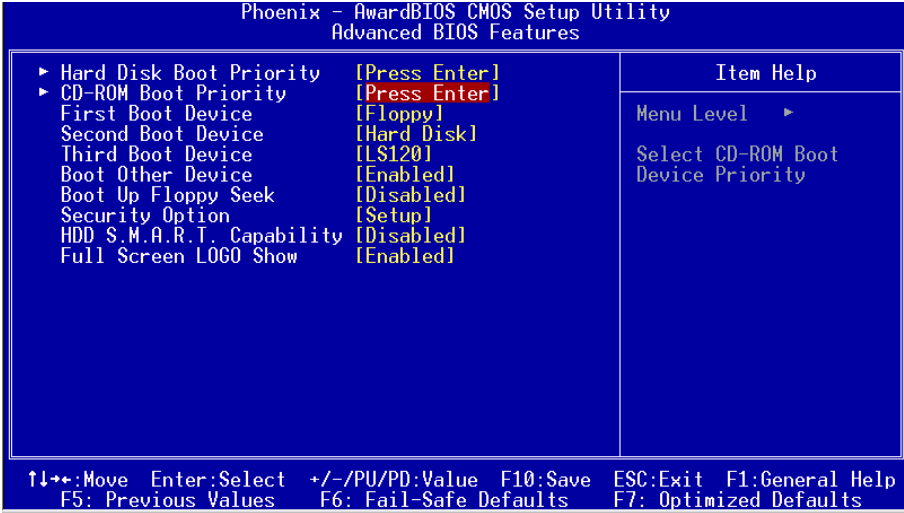 Phoenix - AwardBIOS CMOS Setup Utility
Advanced BIOS Features
► Hard Disk Boot Priority [Press Enter]
► CD-ROM Boot Priority [Press Enter]
First Boot Device [Floppy]
Second Boot Device [Hard Disk]
Third Boot Device [LS120]
Boot Other Device [Enabled]
Boot Up Floppy Seek [Disabled]
Security Option [Setup]
HDD S.M.A.R.T. Capability [Disabled]
Full Screen LOGO Show [Enabled]
Item Help
Menu Level ►
Select CD-ROM Boot
Device Priority
↑↓→←:Move Enter:Select +/-/PU/PD:Value F10:Save ESC:Exit F1:General Help
F5: Previous Values F6: Fail-Safe Defaults F7: Optimized Defaults